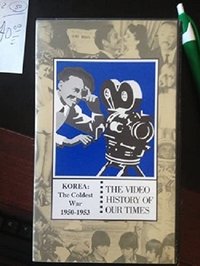 KOREA:
The Coldest
War
1950-1953
THE VIDEO
HISTORY OF
OUR TIMES